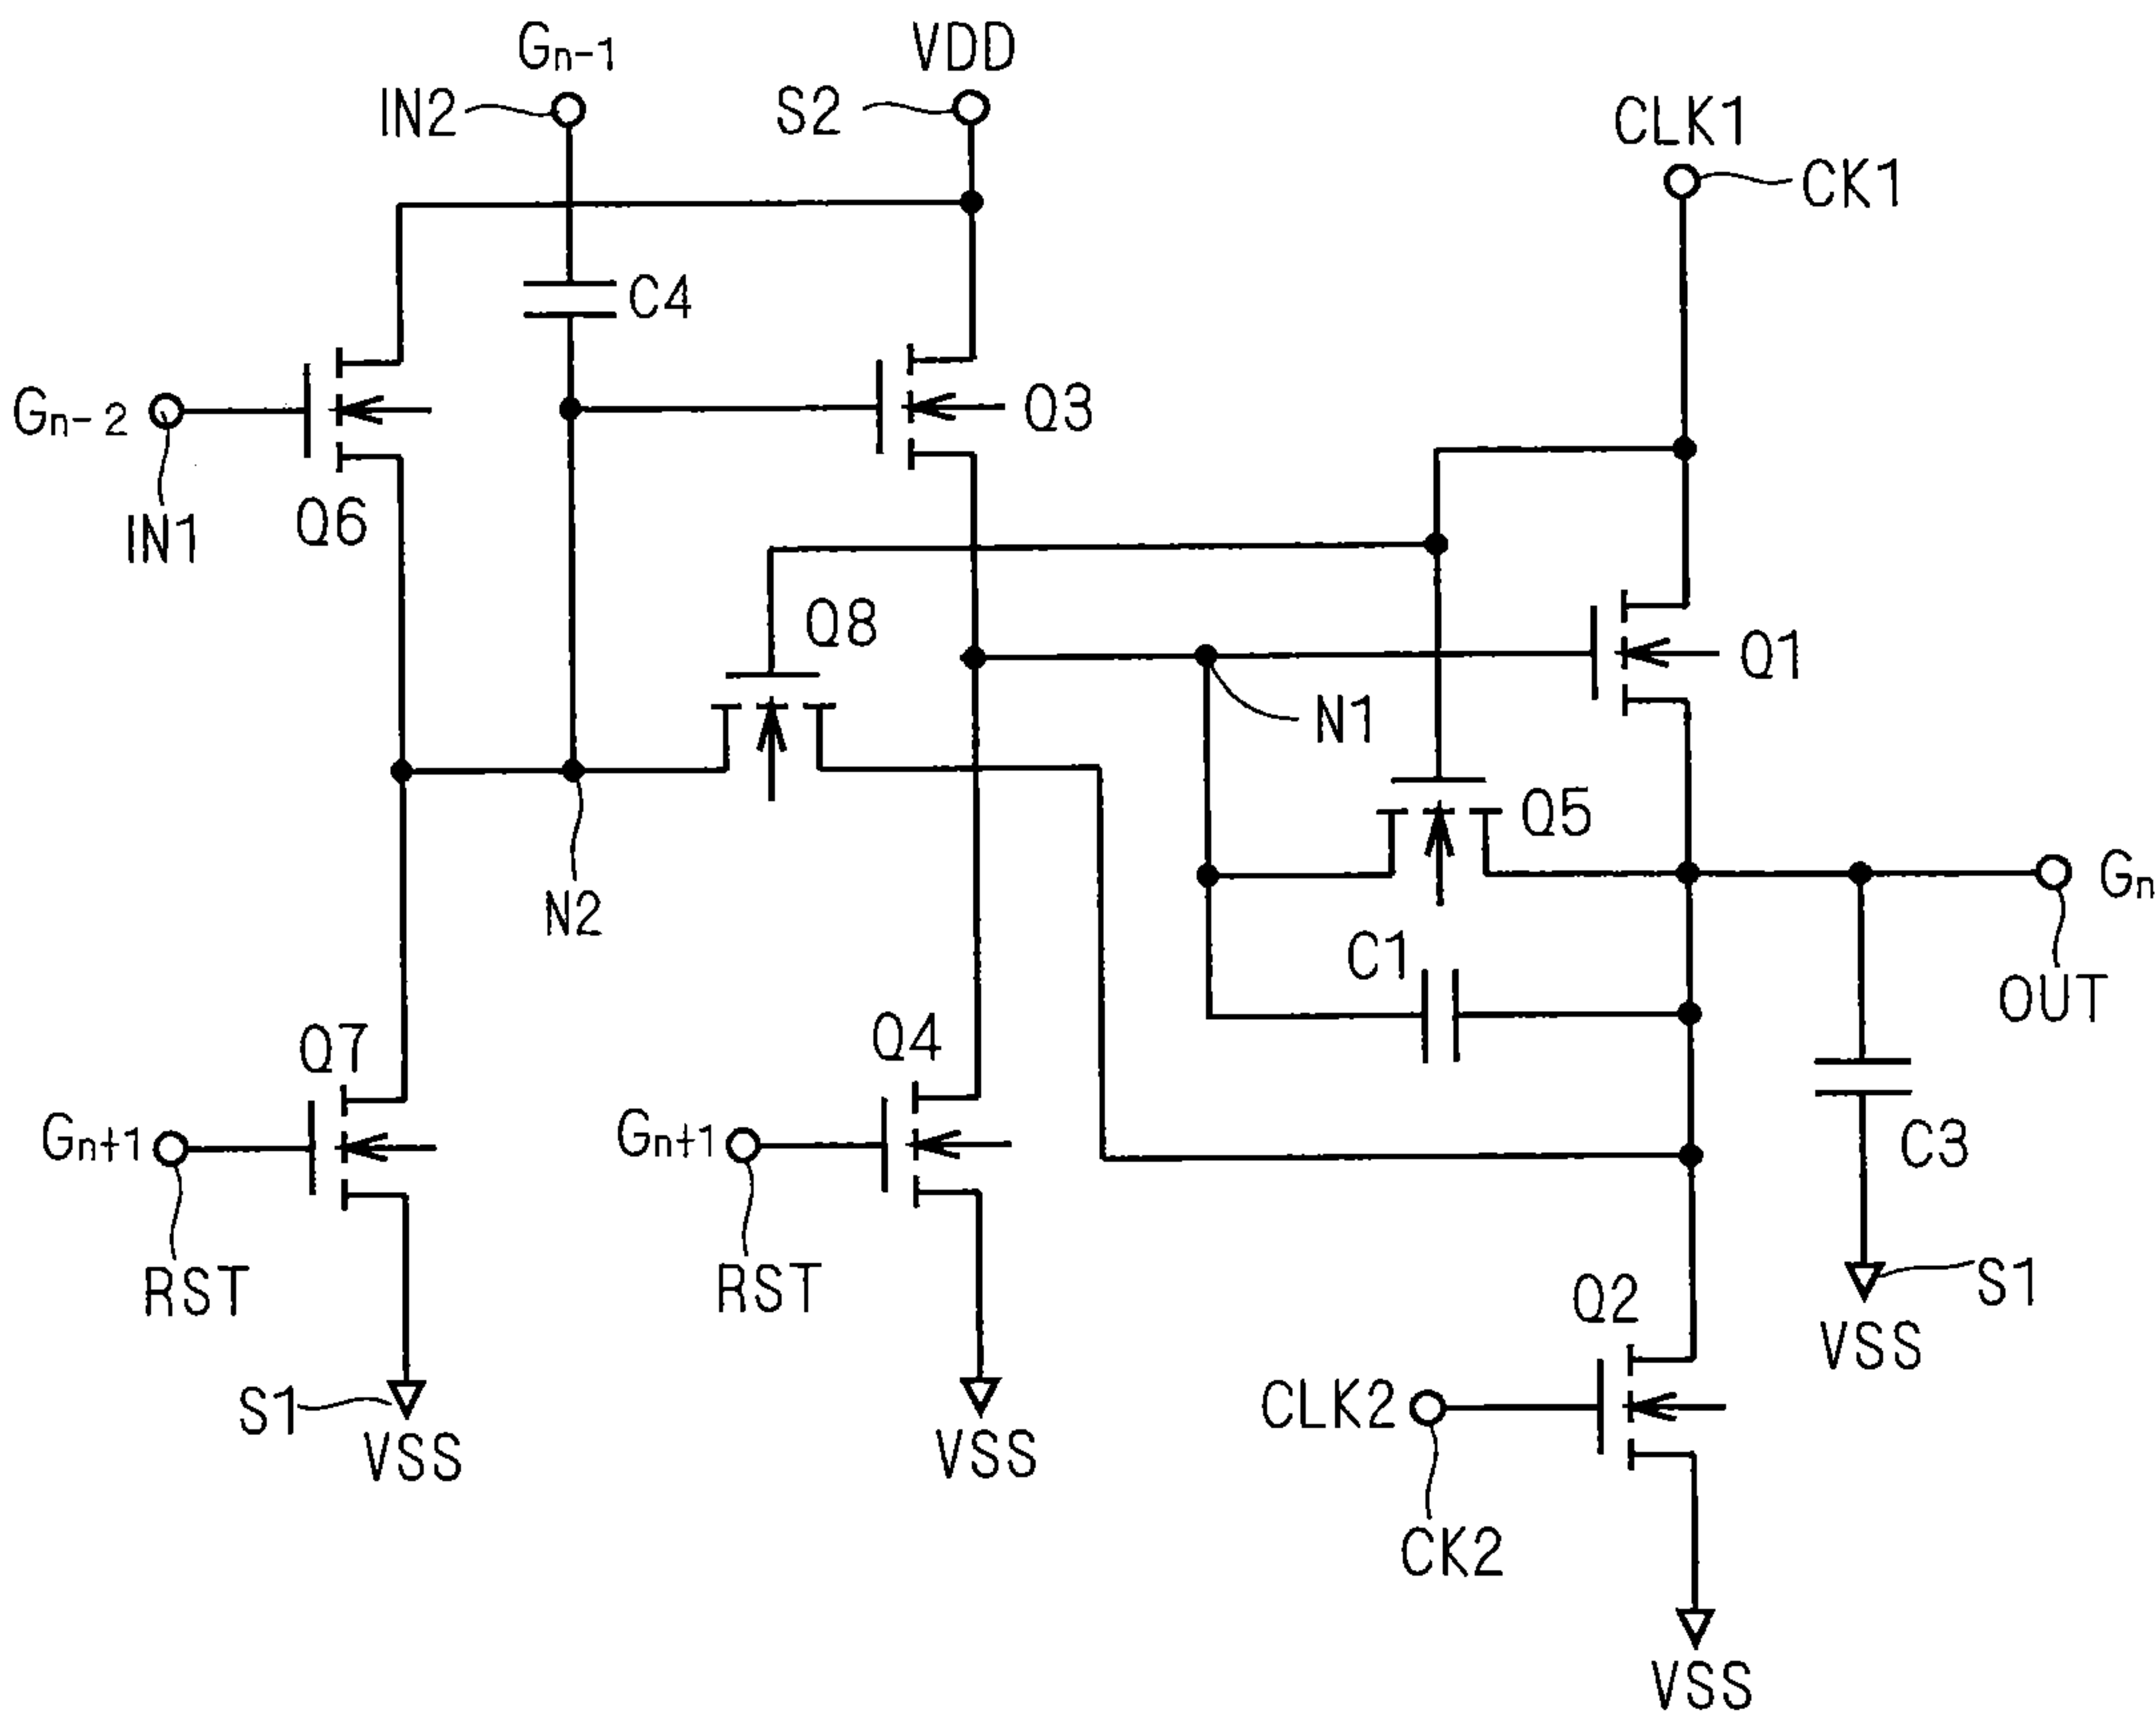 Gn-1
VDD
IN2
S2
CLK1
CK1
C4
Gn-2
Q3
Q6
IN1
Q8
Q1
N1
Q5
Gn
N2
C1
OUT
Q7
Q4
Gn+1
Gn+1
C3
RST
RST
S1
Q2
VSS
S1
CLK2
VSS
VSS
CK2
VSS